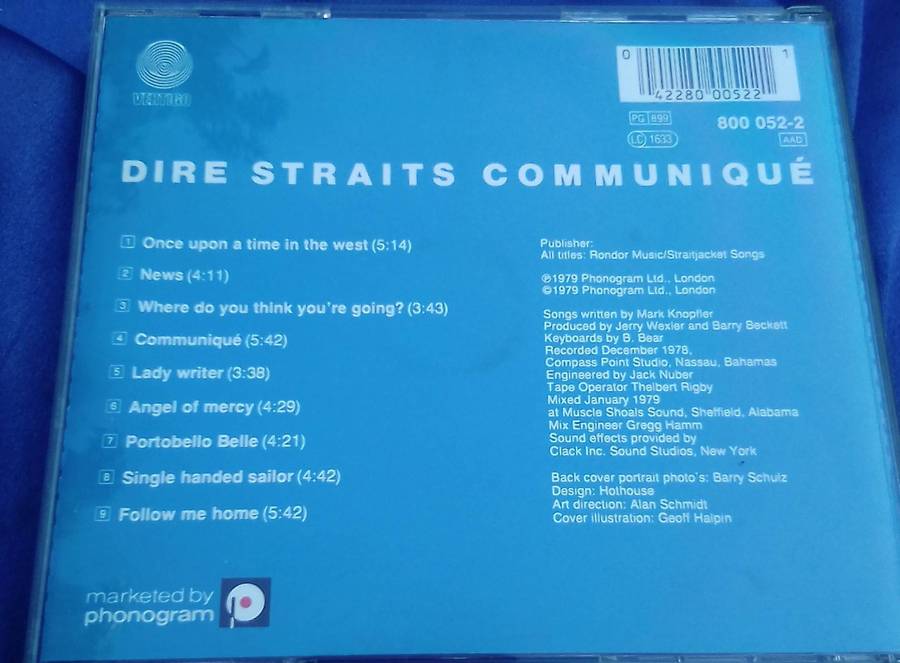 VERTIGO
0 42280 00522 1
PG 899
LC 1633
800 052-2
AAD
DIRE STRAITS COMMUNIQUÉ
1 Once upon a time in the west (5:14)
2 News (4:11)
3 Where do you think you're going? (3:43)
4 Communiqué (5:42)
5 Lady writer (3:38)
6 Angel of mercy (4:29)
7 Portobello Belle (4:21)
8 Single handed sailor (4:42)
9 Follow me home (5:42)
Publisher:
All titles: Rondor Music/Straitjacket Songs
℗1979 Phonogram Ltd., London
©1979 Phonogram Ltd., London
Songs written by Mark Knopfler
Produced by Jerry Wexler and Barry Beckett
Keyboards by B. Bear
Recorded December 1978,
Compass Point Studio, Nassau, Bahamas
Engineered by Jack Nuber
Tape Operator Thelbert Rigby
Mixed January 1979
at Muscle Shoals Sound, Sheffield, Alabama
Mix Engineer Gregg Hamm
Sound effects provided by
Clack Inc. Sound Studios, New York
Back cover portrait photo's: Barry Schulz
Design: Hothouse
Art direction: Alan Schmidt
Cover illustration: Geoff Halpin
marketed by
phonogram